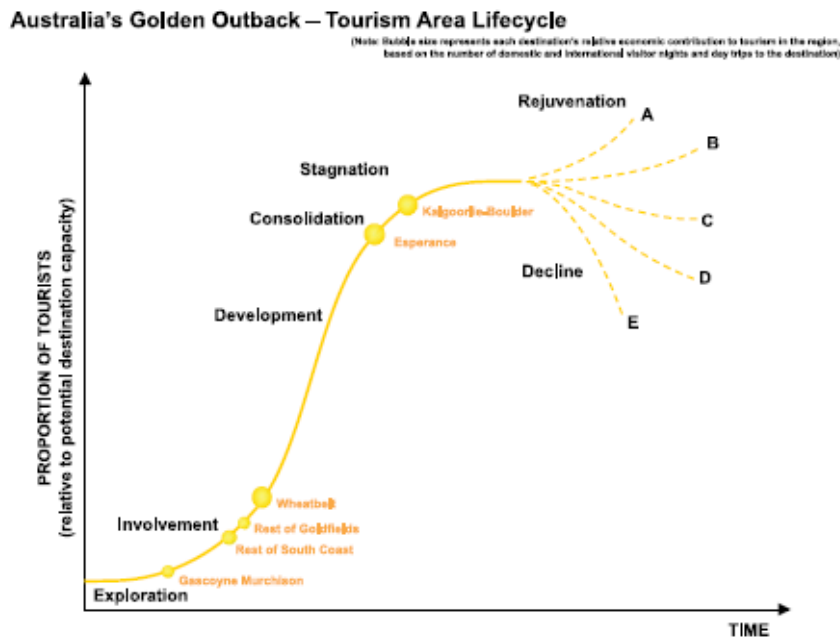 Australia's Golden Outback – Tourism Area Lifecycle
(Note: Bubble size represents each destination's relative economic contribution to tourism in the region,
based on the number of domestic and international visitor nights and day trips to the destination)
Rejuvenation
A
B
Stagnation
Consolidation
Kalgoorlie-Boulder
C
Esperance
Decline
D
Development
E
PROPORTION OF TOURISTS
(relative to potential destination capacity)
Wheatbelt
Involvement
Rest of Goldfields
Rest of South Coast
Gascoyne Murchison
Exploration
TIME